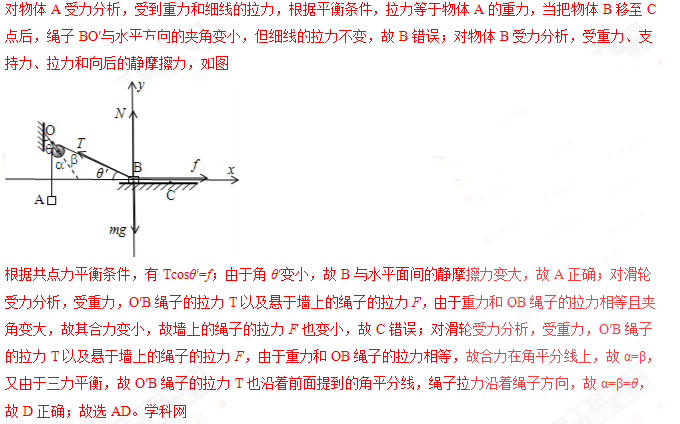 对物体 A 受力分析，受到重力和细线的拉力，根据平衡条件，拉力等于物体 A 的重力，当把物体 B 移至 C
点后，绳子 BO′与水平方向的夹角变小，但细线的拉力不变，故 B 错误；对物体 B 受力分析，受重力、支
持力、拉力和向后的静摩擦力，如图
y
N
O
θ
T
α
β
θ′
B
f
x
C
A
mg
根据共点力平衡条件，有 Tcosθ′=f；由于角 θ′变小，故 B 与水平面间的静摩擦力变大，故 A 正确；对滑轮
受力分析，受重力，O′B 绳子的拉力 T 以及悬于墙上的绳子的拉力 F，由于重力和 OB 绳子的拉力相等且夹
角变大，故其合力变小，故墙上的绳子的拉力 F 也变小，故 C 错误；对滑轮受力分析，受重力，O′B 绳子
的拉力 T 以及悬于墙上的绳子的拉力 F，由于重力和 OB 绳子的拉力相等，故合力在角平分线上，故 α=β，
又由于三力平衡，故 O′B 绳子的拉力 T 也沿着前面提到的角平分线，绳子拉力沿着绳子方向，故 α=β=θ，
故 D 正确；故选 AD。学科网